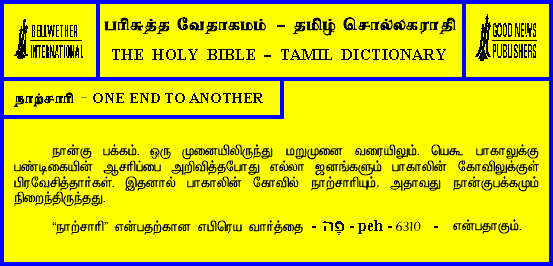 BELLWETHER
INTERNATIONAL
பரிசுத்த வேதாகமம் – தமிழ் சொல்லகராதி
THE HOLY BIBLE – TAMIL DICTIONARY
GOOD NEWS
PUBLISHERS
நாற்சாரி - ONE END TO ANOTHER
நான்கு பக்கம். ஒரு முனையிலிருந்து மறுமுனை வரையிலும். யெகூ பாகாலுக்கு
பண்டிகையின் ஆசரிப்பை அறிவித்தபோது எல்லா ஜனங்களும் பாகாலின் கோவிலுக்குள்
பிரவேசித்தார்கள். இதனால் பாகாலின் கோவில் நாற்சாரியும், அதாவது நான்குபக்கமும்
நிறைந்திருந்தது.
“நாற்சாரி” என்பதற்கான எபிரெய வார்த்தை - פֶּה - peh - 6310 - என்பதாகும்.